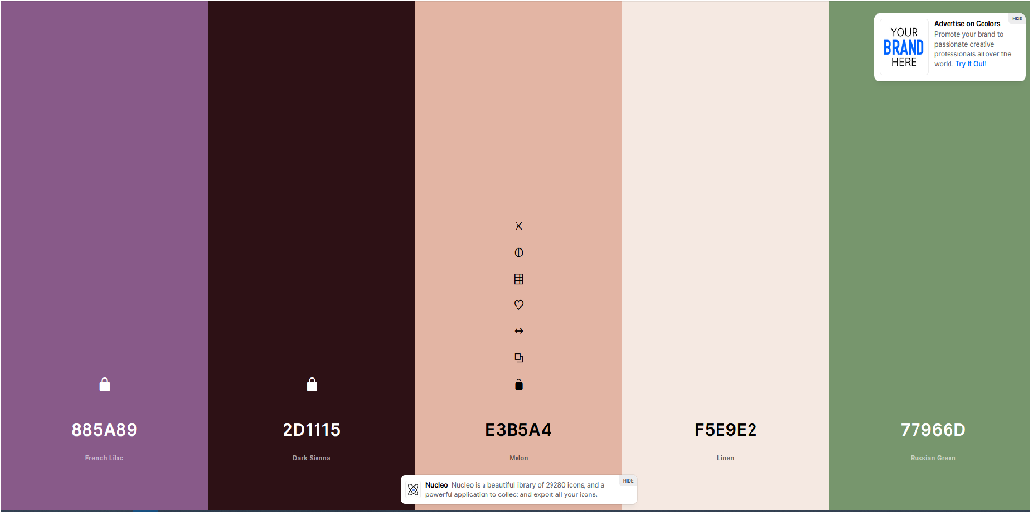 Advertise on Coolors
HIDE
YOUR
BRAND
HERE
Promote your brand to
passionate creative
professionals all over the
world. Try it Out!
885A89
2D1115
E3B5A4
F5E9E2
77966D
French Lilac
Dark Sienna
Melon
Linen
Russian Green
Nucleo Nucleo is a beautiful library of 29280 icons, and a
HIDE
powerful application to collect and export all your icons.